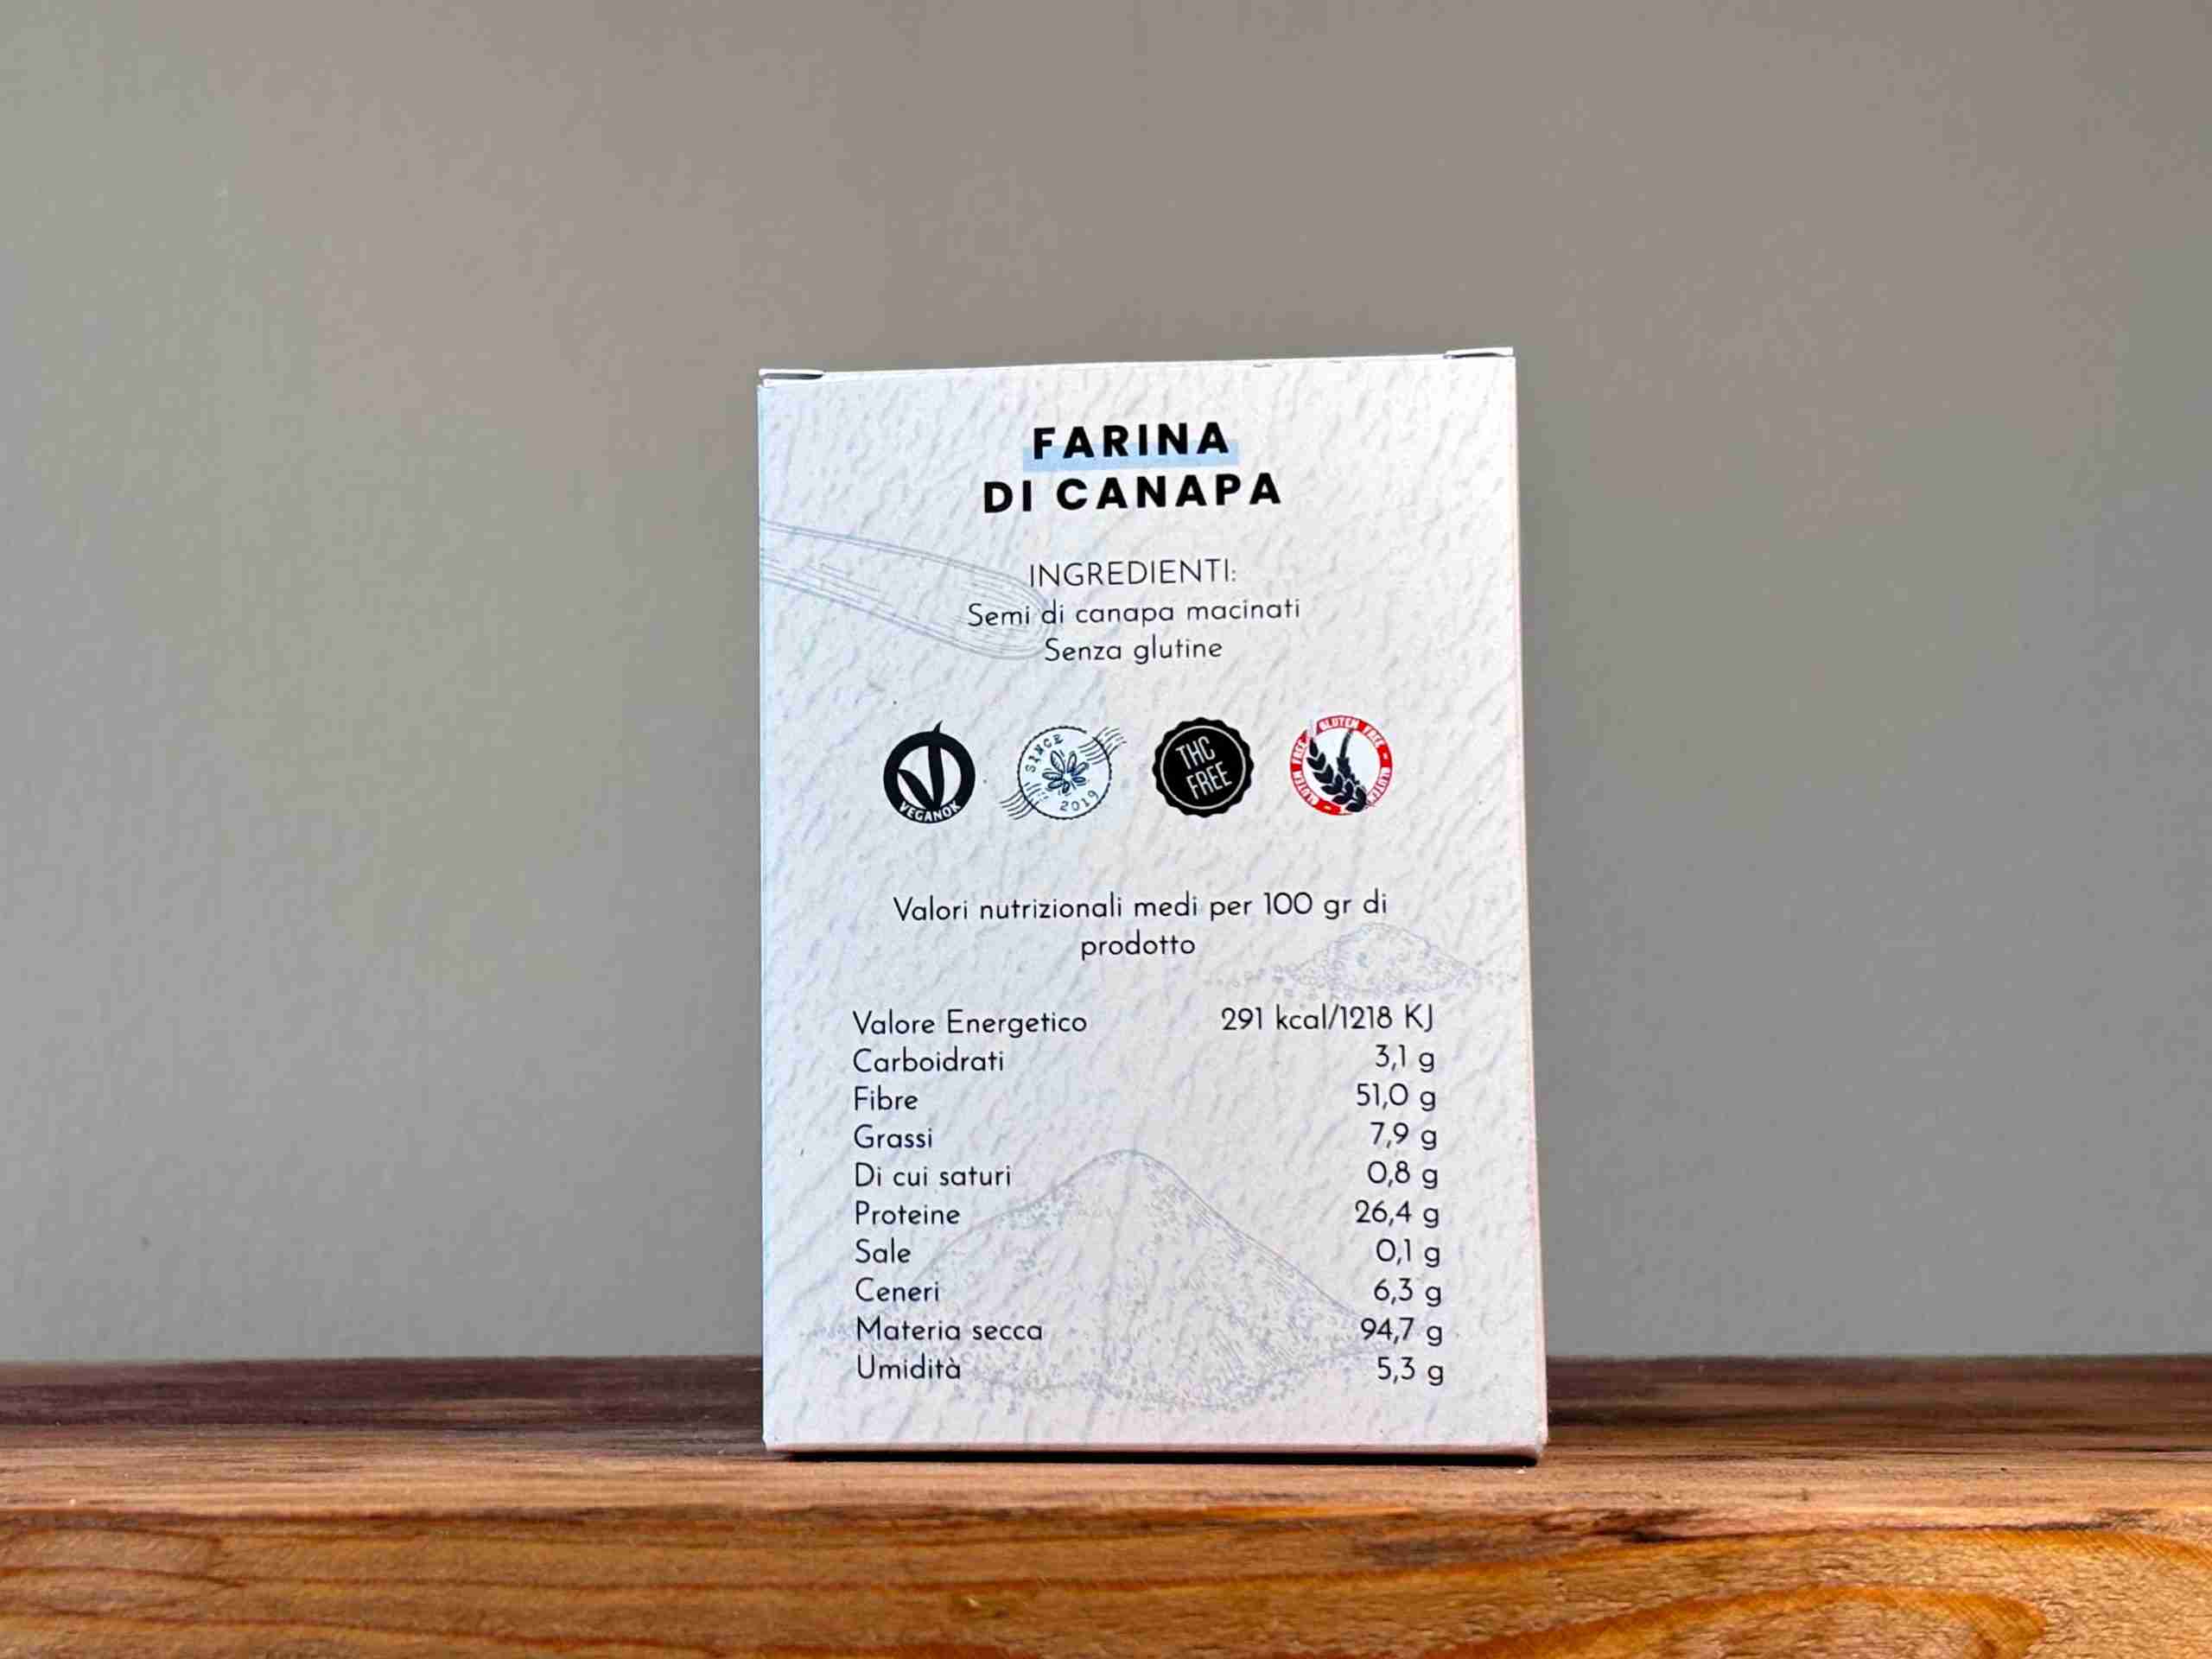 FARINA
DI CANAPA
INGREDIENTI:
Semi di canapa macinati
Senza glutine
VEGANOK
SINCE
2019
THC
FREE
GLUTEN FREE - GLUTEN - GLUTEN FREE -
Valori nutrizionali medi per 100 gr di
prodotto
Valore Energetico 291 kcal/1218 KJ
Carboidrati 3,1 g
Fibre 51,0 g
Grassi 7,9 g
Di cui saturi 0,8 g
Proteine 26,4 g
Sale 0,1 g
Ceneri 6,3 g
Materia secca 94,7 g
Umidità 5,3 g